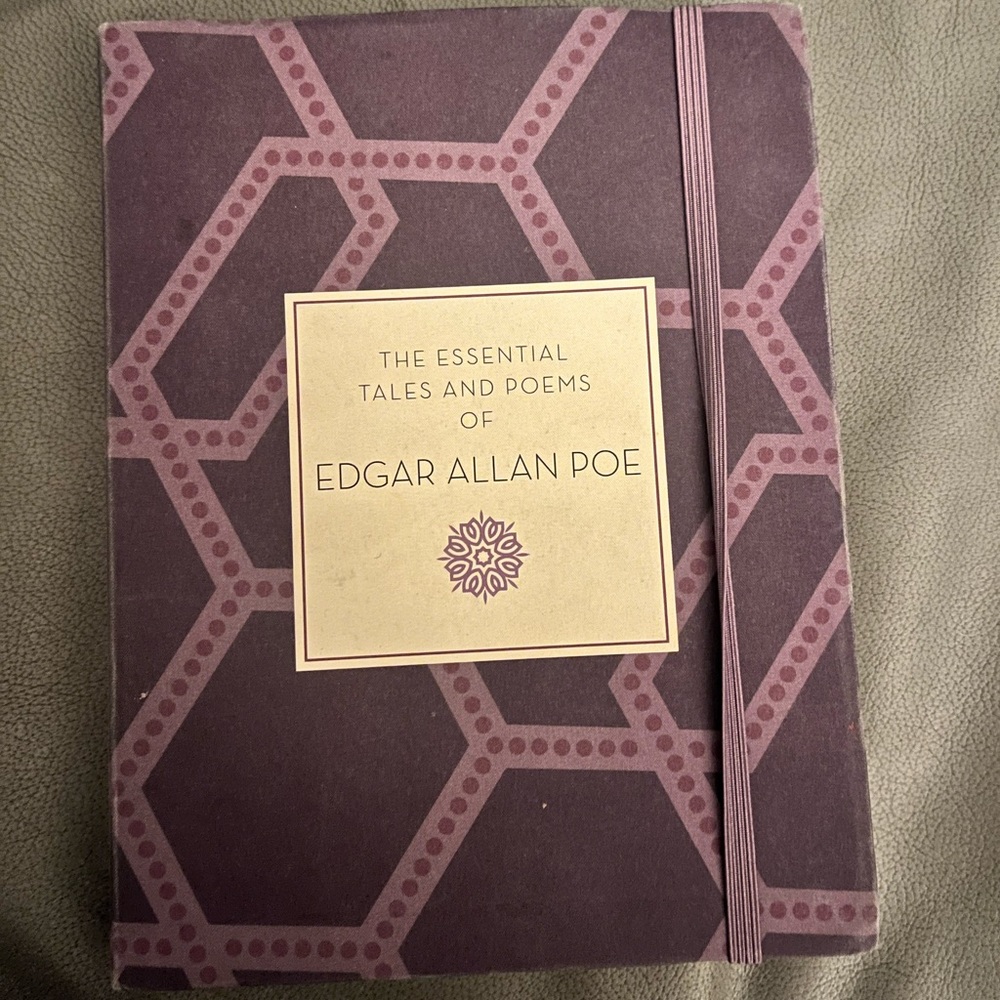 THE ESSENTIAL
TALES AND POEMS
OF
EDGAR ALLAN POE